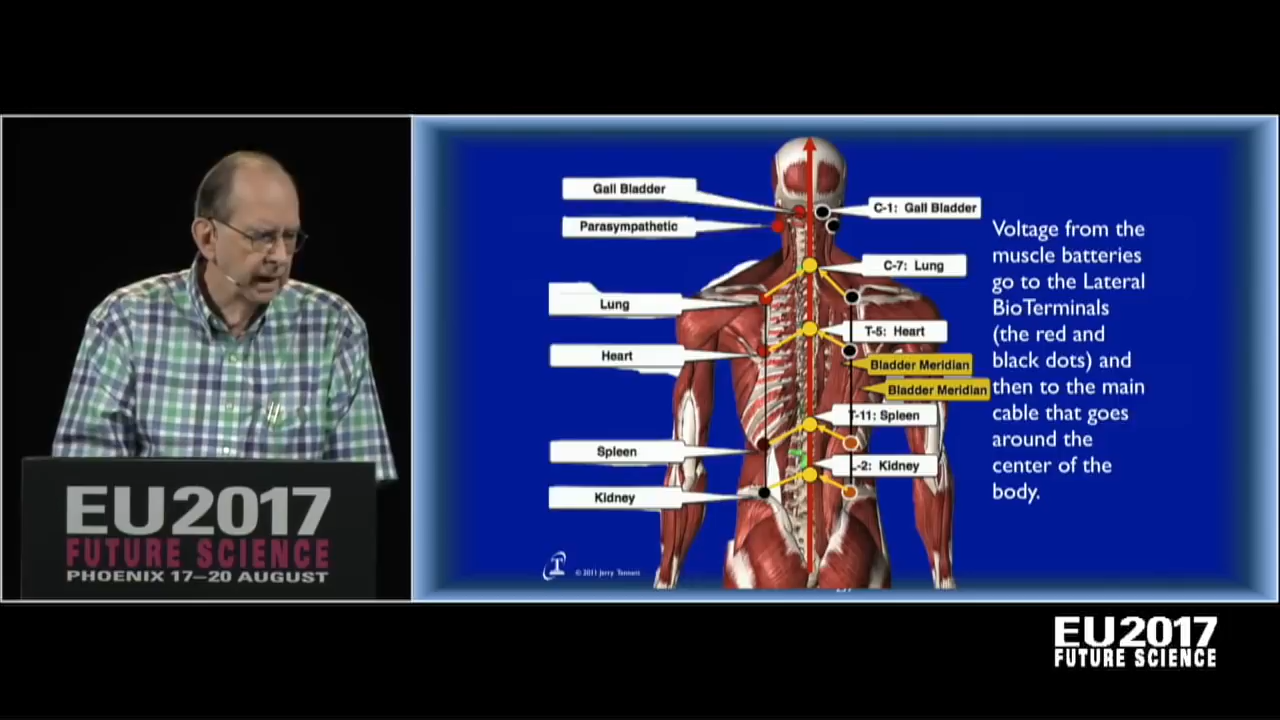 EU2017
FUTURE SCIENCE
PHOENIX 17–20 AUGUST
Gall Bladder
Parasympathetic
Lung
Heart
Spleen
Kidney
C-1: Gall Bladder
C-7: Lung
T-5: Heart
Bladder Meridian
Bladder Meridian
T-11: Spleen
L-2: Kidney
Voltage from the
muscle batteries
go to the Lateral
BioTerminals
(the red and
black dots) and
then to the main
cable that goes
around the
center of the
body.
T
© 2011 Jerry Tennant
EU2017
FUTURE SCIENCE